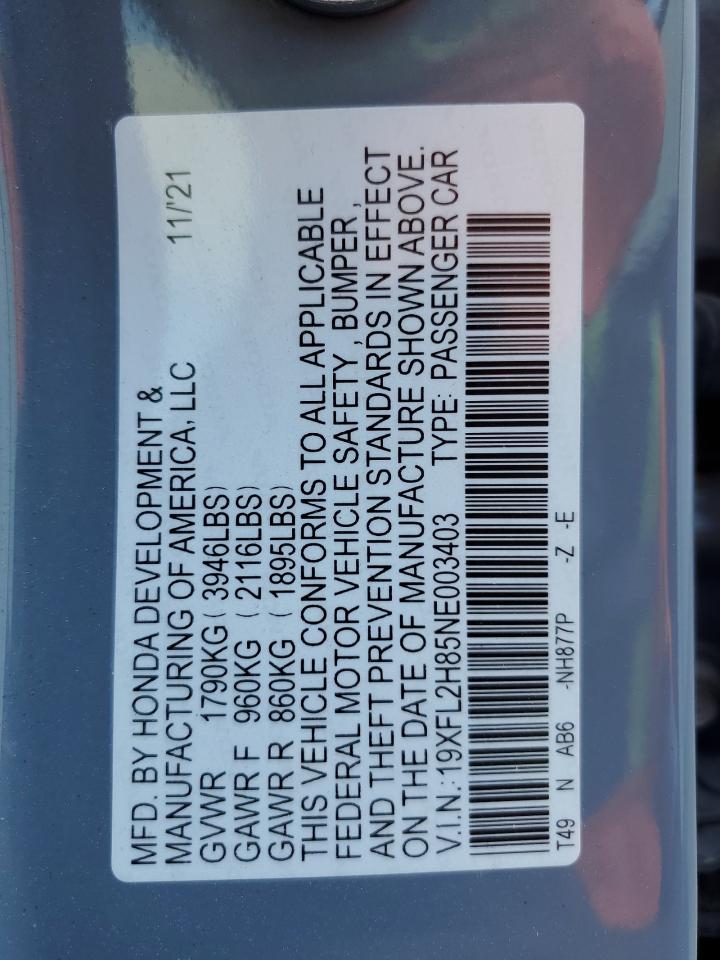 MFD. BY HONDA DEVELOPMENT &
MANUFACTURING OF AMERICA, LLC 11/'21
GVWR 1790KG ( 3946LBS)
GAWR F 960KG ( 2116LBS)
GAWR R 860KG ( 1895LBS)
THIS VEHICLE CONFORMS TO ALL APPLICABLE
FEDERAL MOTOR VEHICLE SAFETY , BUMPER ,
AND THEFT PREVENTION STANDARDS IN EFFECT
ON THE DATE OF MANUFACTURE SHOWN ABOVE.
V.I.N.:19XFL2H85NE003403 TYPE: PASSENGER CAR
T49 N AB6 -NH877P -Z -E